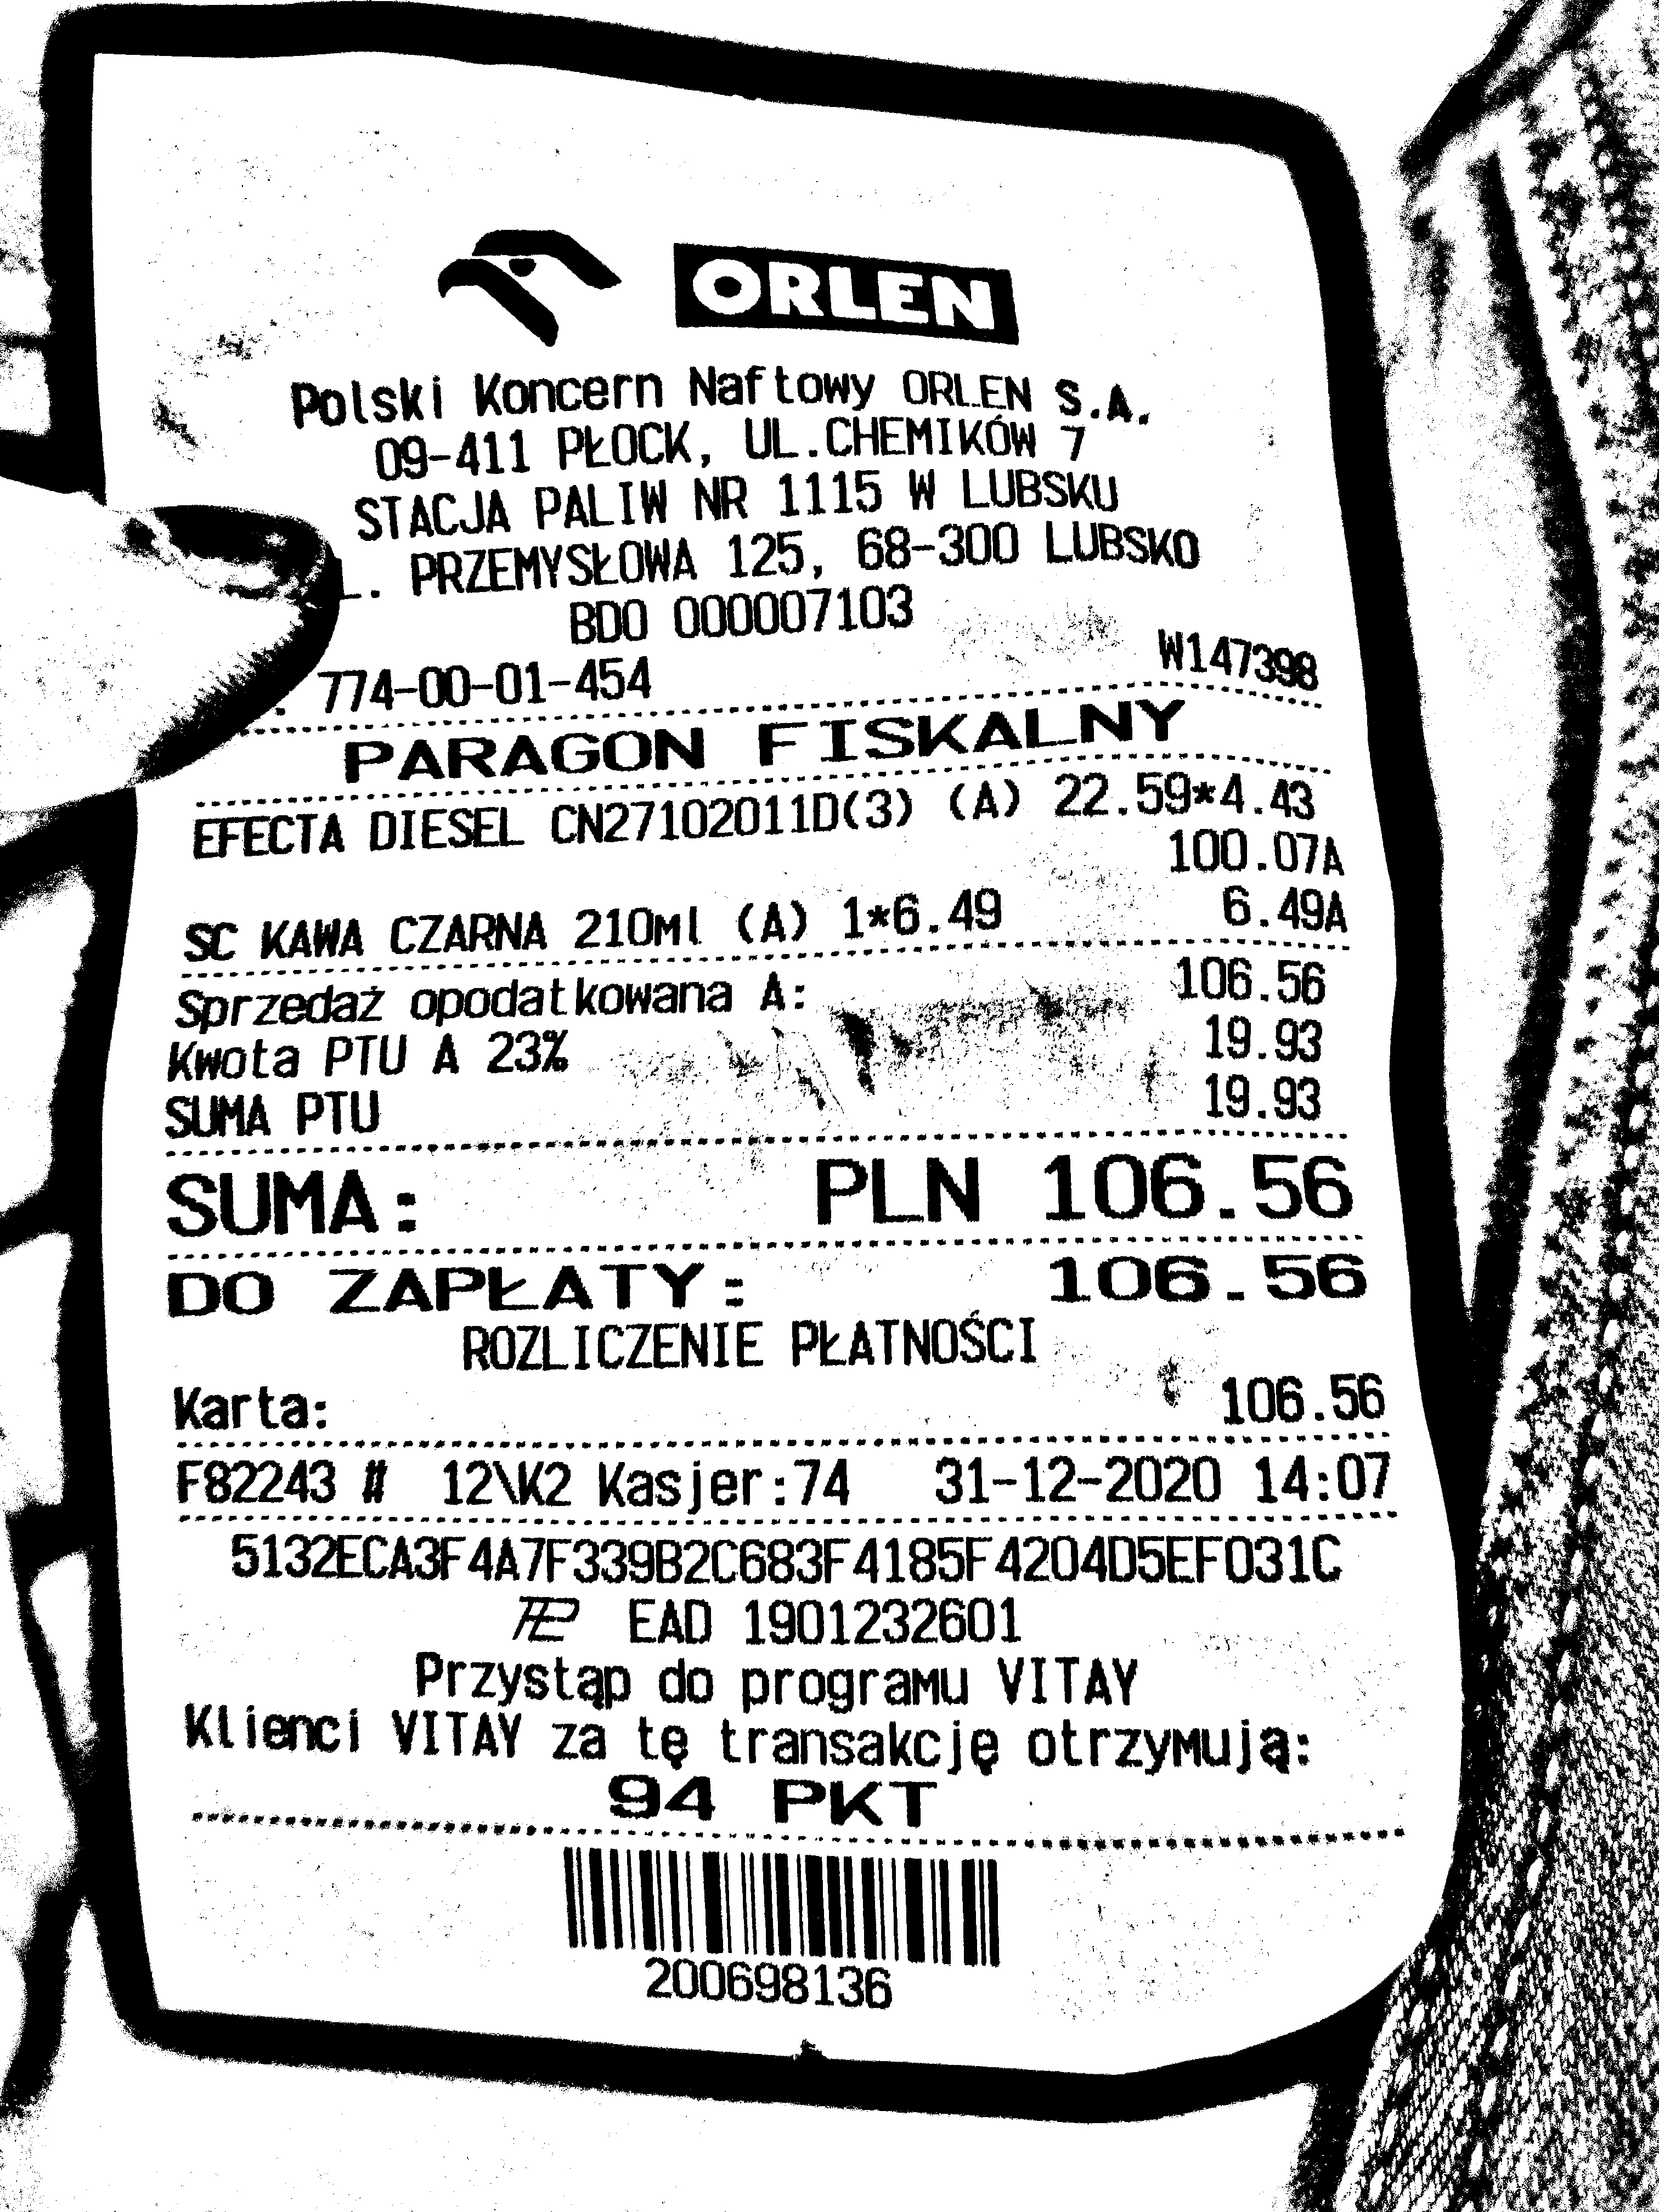 ORLEN
Polski Koncern Naftowy ORLEN S.A.
09-411 PŁOCK, UL.CHEMIKÓW 7
STACJA PALIW NR 1115 W LUBSKU
L. PRZEMYSŁOWA 125, 68-300 LUBSKO
BDO 000007103
774-00-01-454 W147398
PARAGON FISKALNY
EFECTA DIESEL CN27102011D(3) (A) 22.59*4.43
100.07A
SC KAWA CZARNA 210Ml (A) 1*6.49 6.49A
Sprzedaż opodatkowana A: 106.56
Kwota PTU A 23% 19.93
SUMA PTU 19.93
SUMA: PLN 106.56
DO ZAPŁATY: 106.56
ROZLICZENIE PŁATNOŚCI
Karta: 106.56
F82243 # 12\K2 Kasjer:74 31-12-2020 14:07
5132ECA3F4A7F339B2C683F4185F4204D5EF031C
EAD 1901232601
Przystąp do programu VITAY
Klienci VITAY za tę transakcję otrzymują:
94 PKT
200698136